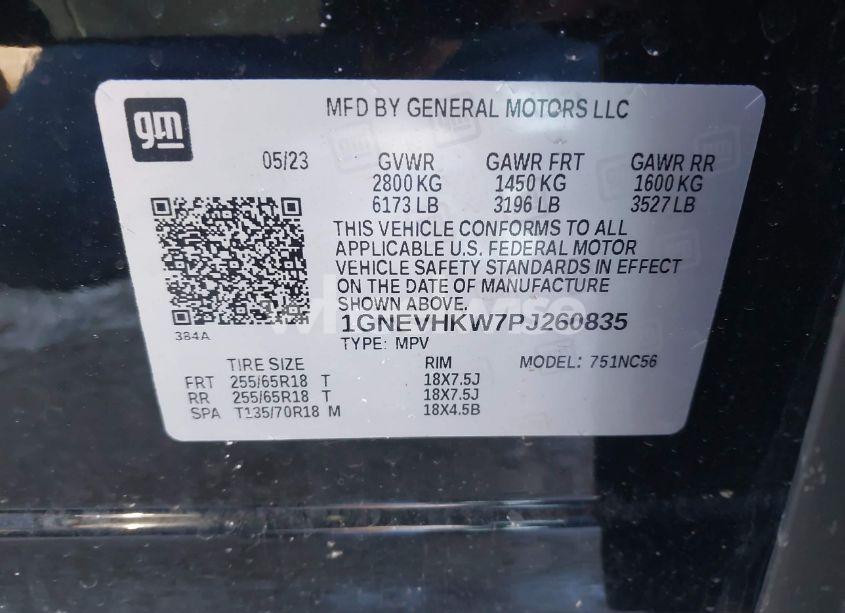 gm
MFD BY GENERAL MOTORS LLC
05/23 GVWR GAWR FRT GAWR RR
2800 KG 1450 KG 1600 KG
6173 LB 3196 LB 3527 LB
THIS VEHICLE CONFORMS TO ALL
APPLICABLE U.S. FEDERAL MOTOR
VEHICLE SAFETY STANDARDS IN EFFECT
ON THE DATE OF MANUFACTURE
SHOWN ABOVE.
1GNEVHKW7PJ260835
384A
TYPE: MPV MODEL: 751NC56
TIRE SIZE RIM
FRT 255/65R18 T 18X7.5J
RR 255/65R18 T 18X7.5J
SPA T135/70R18 M 18X4.5B